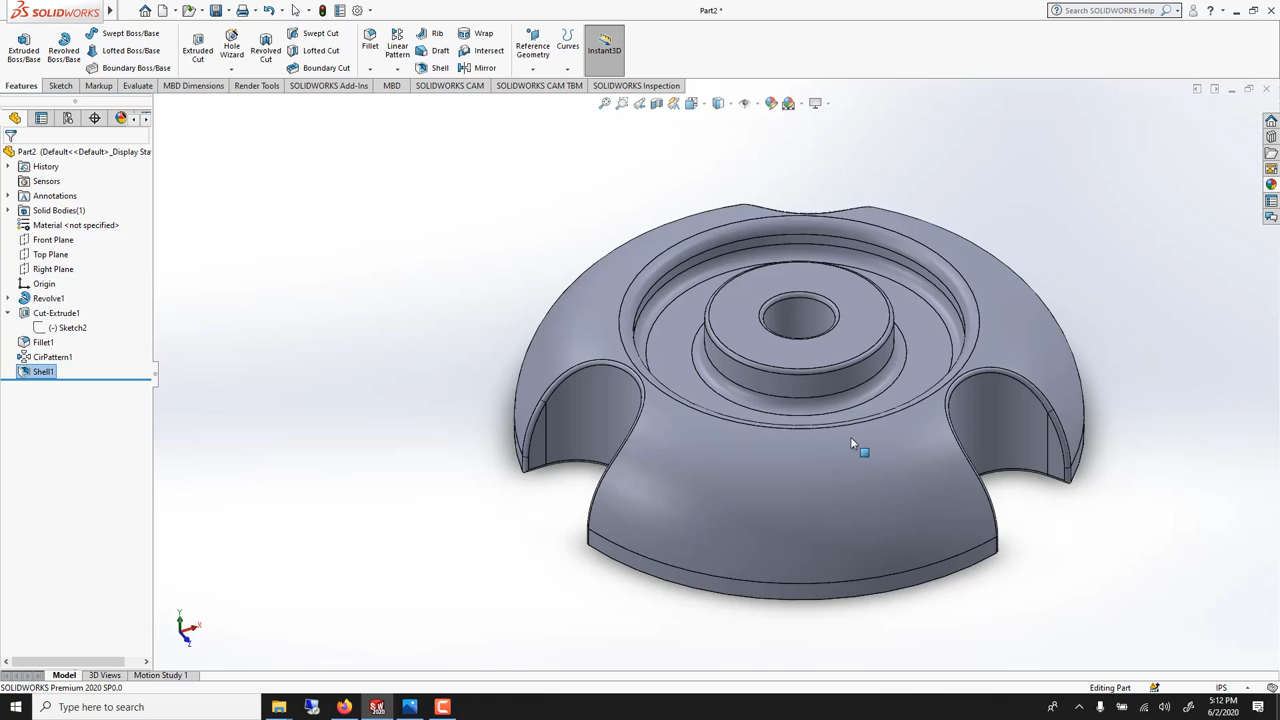 SOLIDWORKS
Part2 *
Search SOLIDWORKS Help
Extruded Boss/Base
Revolved Boss/Base
Swept Boss/Base
Lofted Boss/Base
Boundary Boss/Base
Extruded Cut
Hole Wizard
Revolved Cut
Swept Cut
Lofted Cut
Boundary Cut
Fillet
Linear Pattern
Rib
Draft
Shell
Wrap
Intersect
Mirror
Reference Geometry
Curves
Instant3D
Features Sketch Markup Evaluate MBD Dimensions Render Tools SOLIDWORKS Add-Ins MBD SOLIDWORKS CAM SOLIDWORKS CAM TBM SOLIDWORKS Inspection
Part2 (Default<<Default>_Display Sta
History
Sensors
Annotations
Solid Bodies(1)
Material <not specified>
Front Plane
Top Plane
Right Plane
Origin
Revolve1
Cut-Extrude1
(-) Sketch2
Fillet1
CirPattern1
Shell1
Y
X
Z
Model 3D Views Motion Study 1
SOLIDWORKS Premium 2020 SP0.0
Editing Part
IPS
Type here to search
SW
2020
5:12 PM
6/2/2020